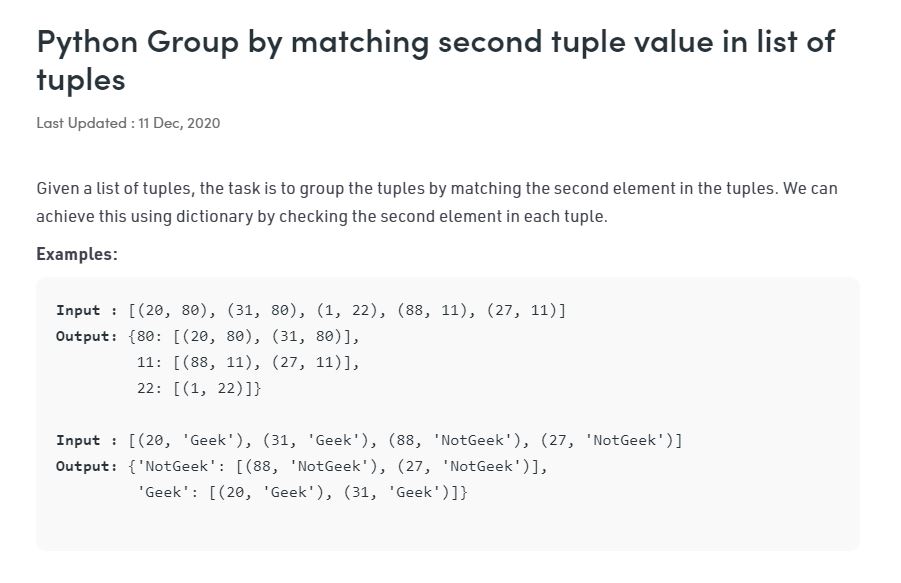 Python Group by matching second tuple value in list of
tuples
Last Updated : 11 Dec, 2020
Given a list of tuples, the task is to group the tuples by matching the second element in the tuples. We can
achieve this using dictionary by checking the second element in each tuple.
Examples:
Input : [(20, 80), (31, 80), (1, 22), (88, 11), (27, 11)]
Output: {80: [(20, 80), (31, 80)],
11: [(88, 11), (27, 11)],
22: [(1, 22)]}
Input : [(20, 'Geek'), (31, 'Geek'), (88, 'NotGeek'), (27, 'NotGeek')]
Output: {'NotGeek': [(88, 'NotGeek'), (27, 'NotGeek')],
'Geek': [(20, 'Geek'), (31, 'Geek')]}